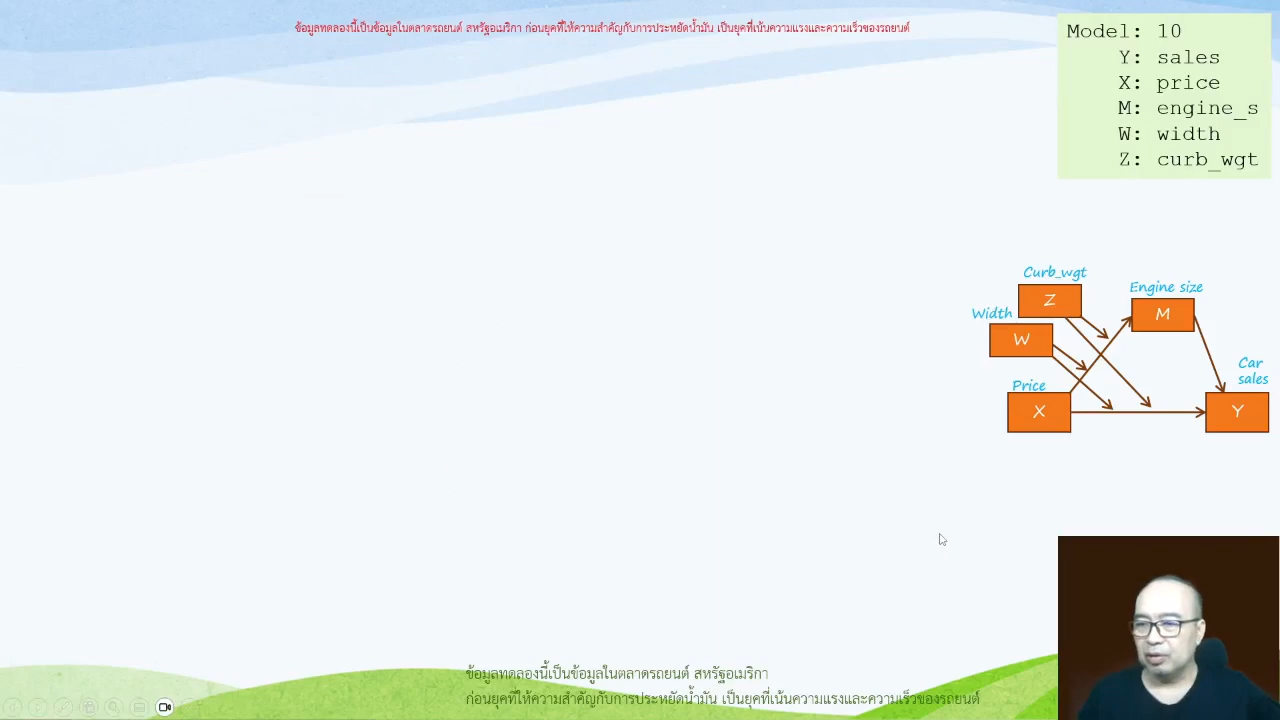 ข้อมูลทดลองนี้เป็นข้อมูลในตลาดรถยนต์ สหรัฐอเมริกา ก่อนยุคที่ให้ความสำคัญกับการประหยัดน้ำมัน เป็นยุคที่เน้นความแรงและความเร็วของรถยนต์
Model: 10
Y: sales
X: price
M: engine_s
W: width
Z: curb_wgt
Curb_wgt
Z
Engine size
M
Width
W
Car
sales
Price
X
Y
ข้อมูลทดลองนี้เป็นข้อมูลในตลาดรถยนต์ สหรัฐอเมริกา
ก่อนยุคที่ให้ความสำคัญกับการประหยัดน้ำมัน เป็นยุคที่เน้นความแรงและความเร็วของรถยนต์